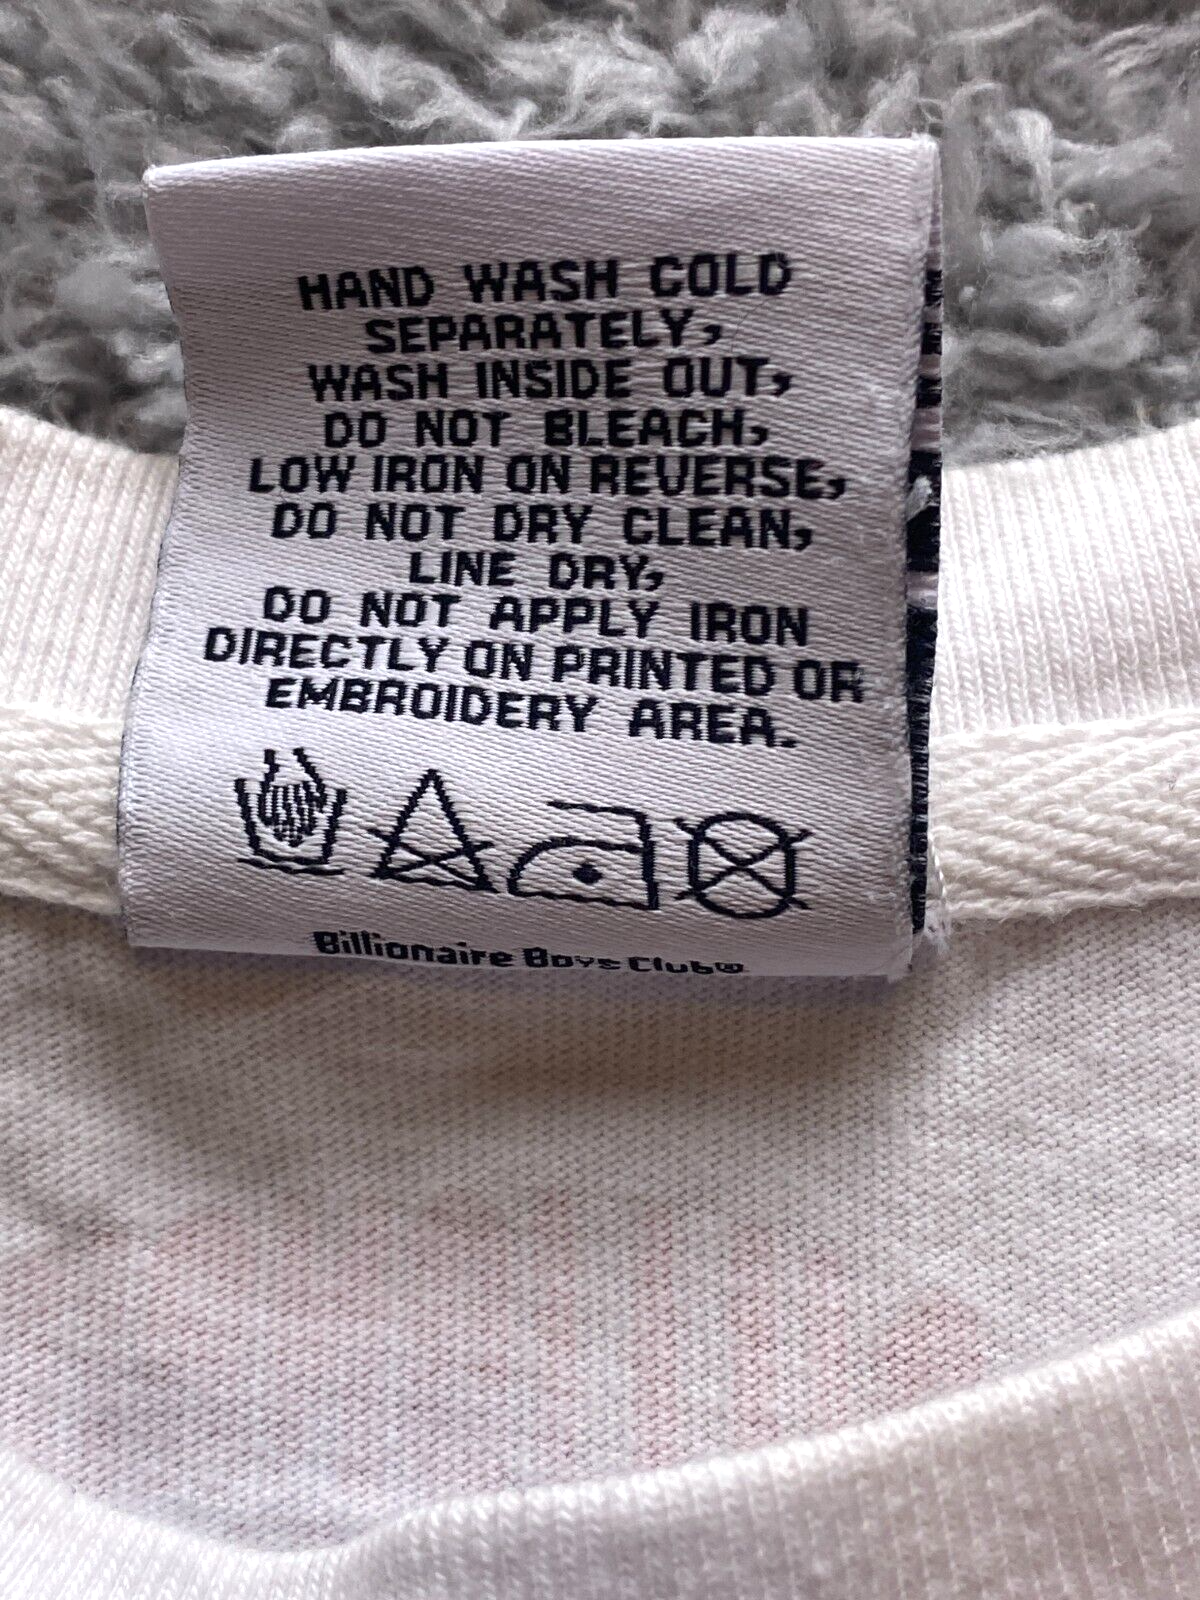 HAND WASH COLD
SEPARATELY,
WASH INSIDE OUT,
DO NOT BLEACH,
LOW IRON ON REVERSE,
DO NOT DRY CLEAN,
LINE DRY,
DO NOT APPLY IRON
DIRECTLY ON PRINTED OR
EMBROIDERY AREA.
Billionaire Boys Club®